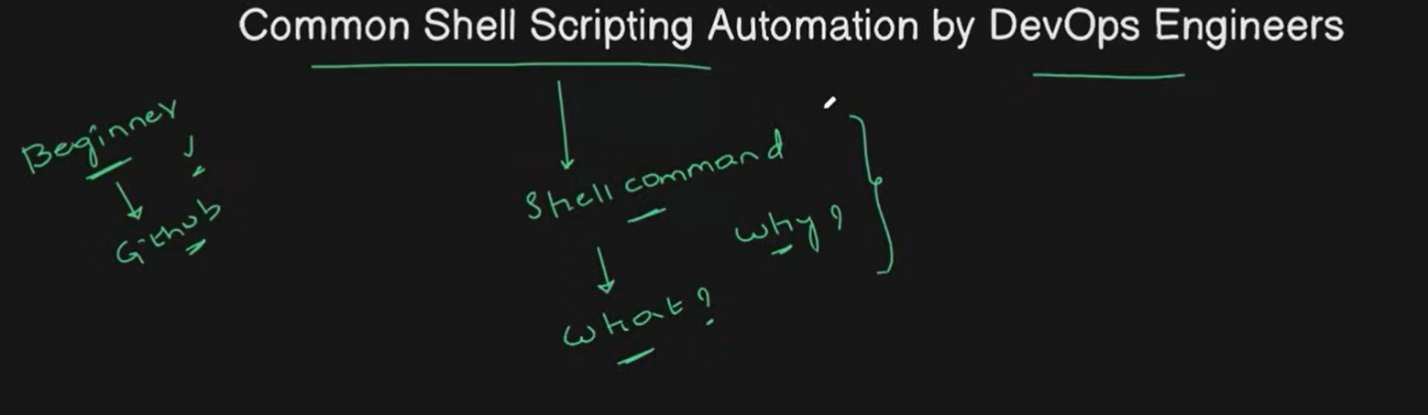 Common Shell Scripting Automation by DevOps Engineers
Beginner
Github
Shell command
why?
what?